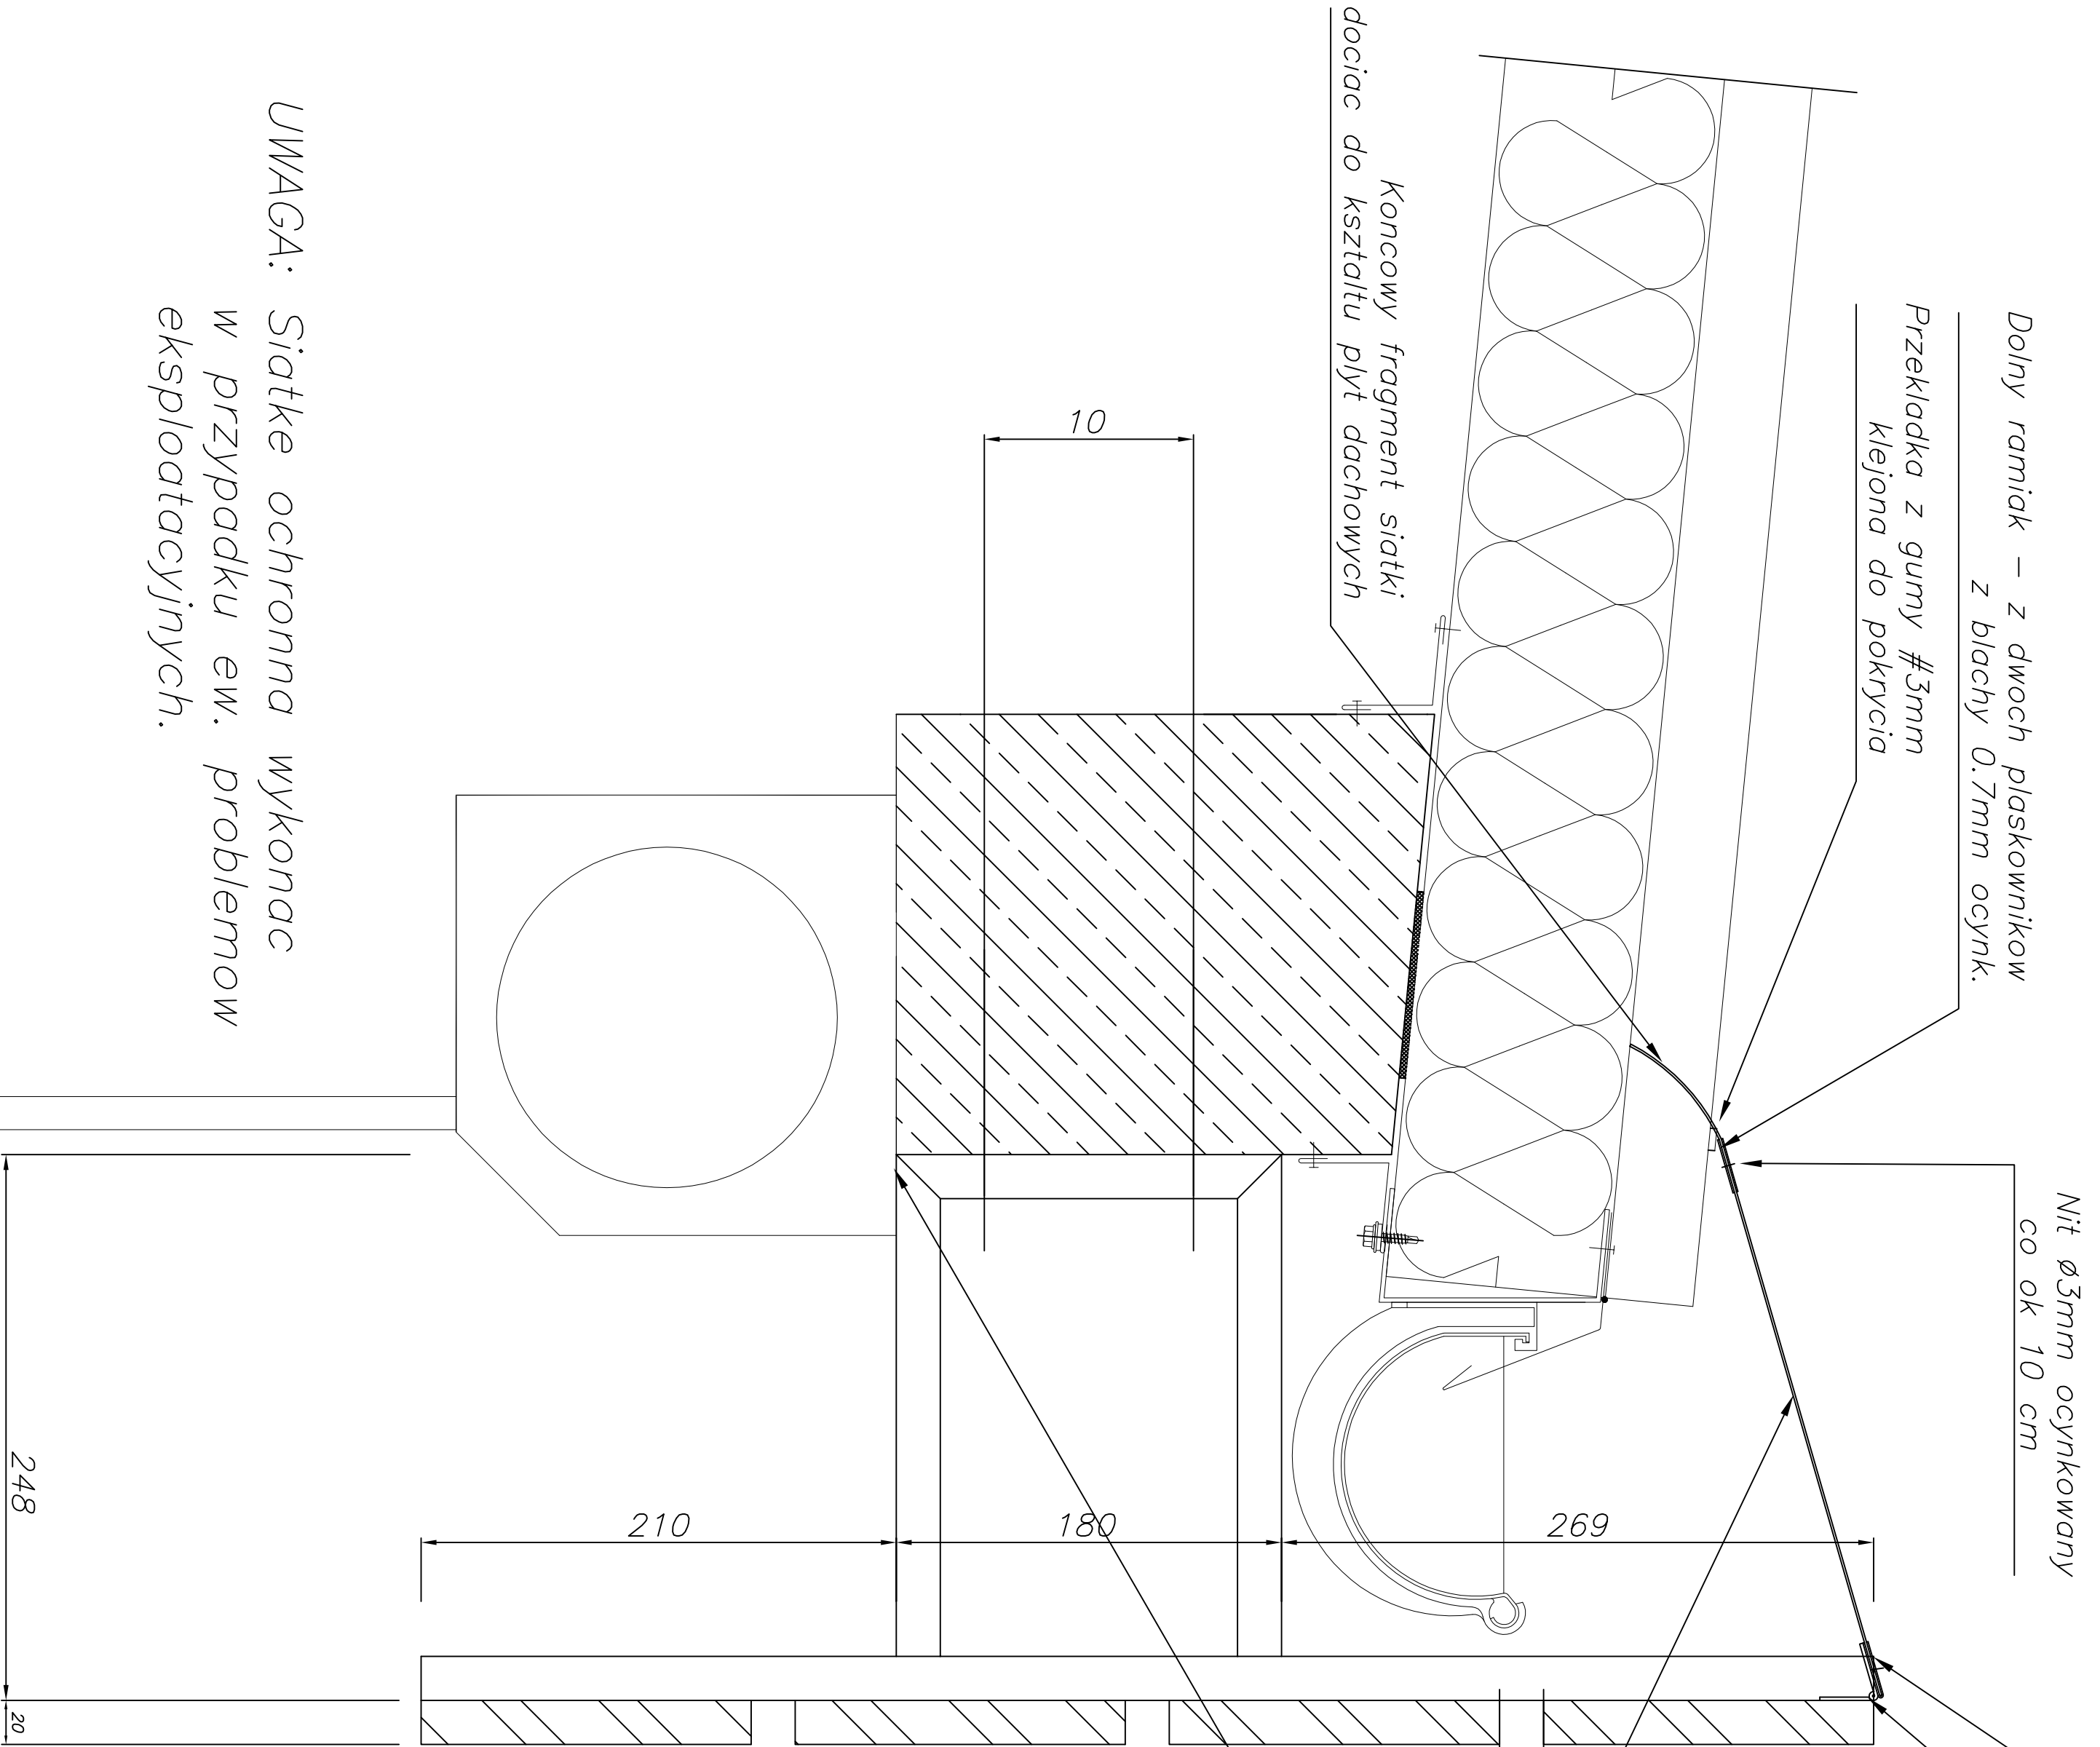 Nit ø3mm ocynkowany
co ok 10 cm
Dolny ramiak - z dwoch plaskownikow
z blachy 0.7mm ocynk.
Przekladka z gumy #3mm
klejona do pokrycia
Koncowy fragment siatki
dociac do ksztaltu plyt dachowych
10
269
180
210
248
20
UWAGA: Siatke ochronna wykonac
w przypadku ew. problemow
eksploatacyjnych.